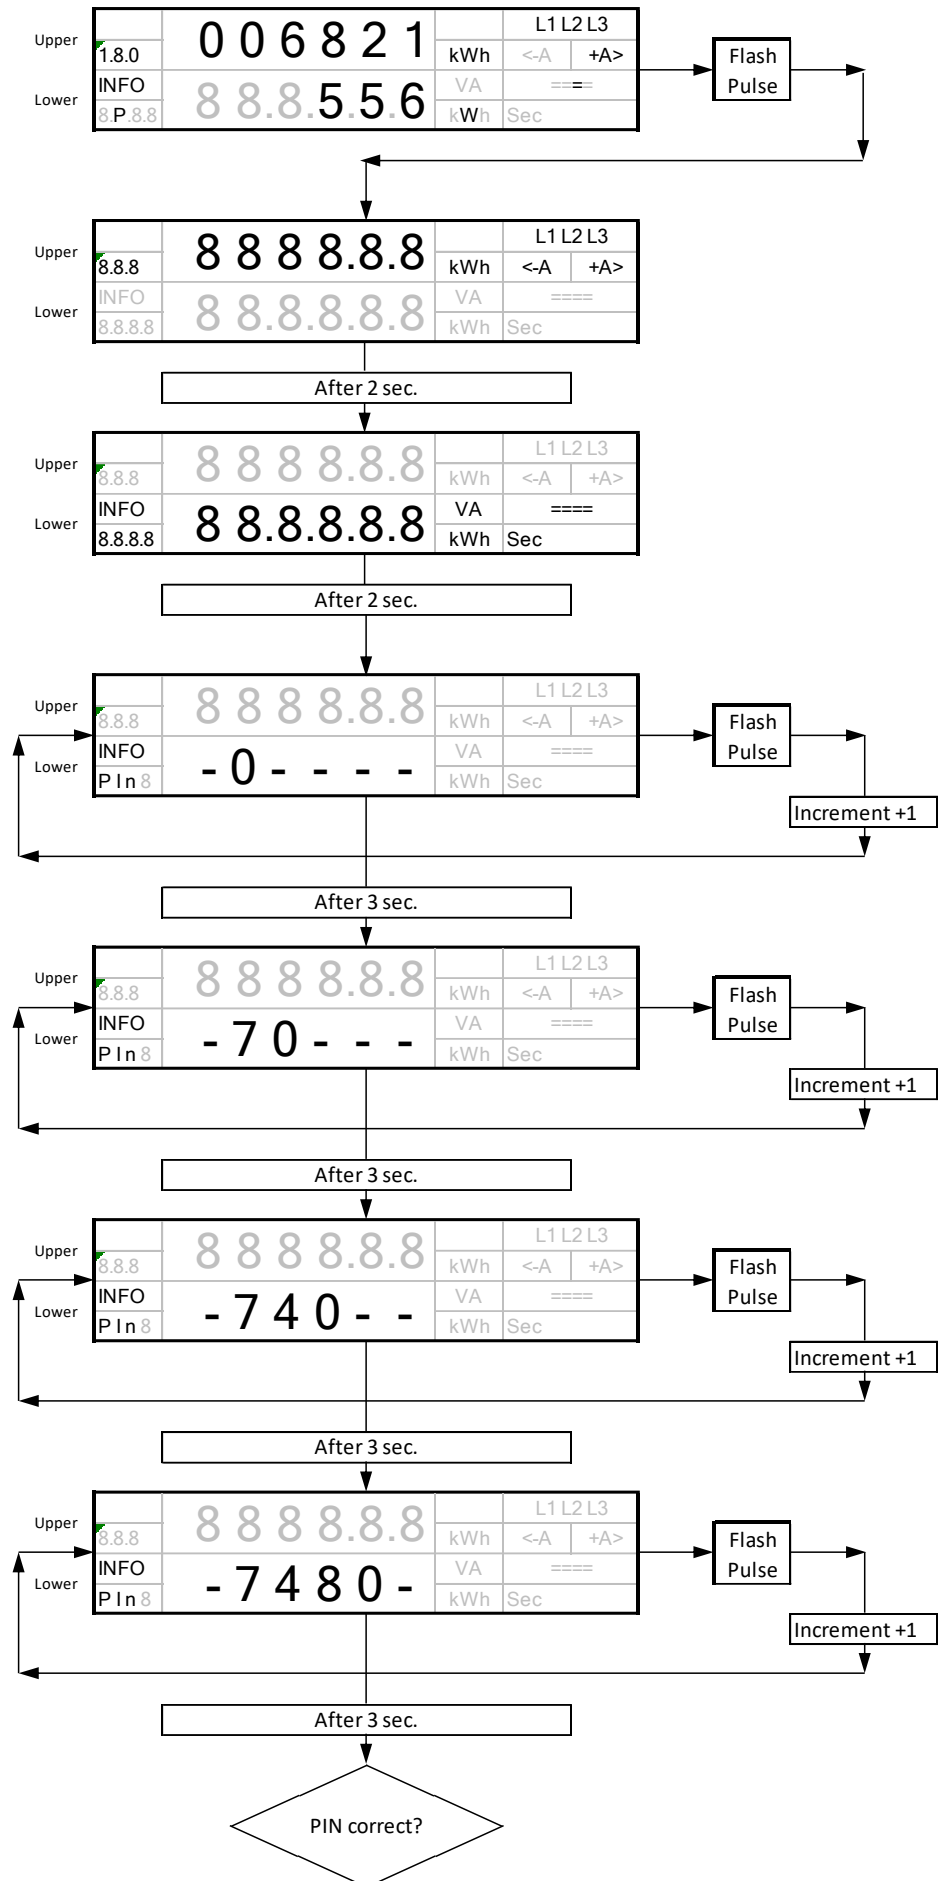 Upper 1.8.0 0 0 6 8 2 1 kWh L1 L2 L3 <-A +A>
Lower INFO 8.P.8.8 8 8.8.5.5.6 VA kWh ==== Sec
Flash
Pulse
Upper 8.8.8 8 8 8 8.8.8 kWh L1 L2 L3 <-A +A>
Lower INFO 8.8.8.8 8 8.8.8.8.8 VA kWh ==== Sec
After 2 sec.
Upper 8.8.8 8 8 8 8.8.8 kWh L1 L2 L3 <-A +A>
Lower INFO 8.8.8.8 8 8.8.8.8.8 VA kWh ==== Sec
After 2 sec.
Upper 8.8.8 8 8 8 8.8.8 kWh L1 L2 L3 <-A +A>
Lower INFO P I n 8 - 0 - - - - VA kWh ==== Sec
Flash
Pulse
Increment +1
After 3 sec.
Upper 8.8.8 8 8 8 8.8.8 kWh L1 L2 L3 <-A +A>
Lower INFO P I n 8 - 7 0 - - - VA kWh ==== Sec
Flash
Pulse
Increment +1
After 3 sec.
Upper 8.8.8 8 8 8 8.8.8 kWh L1 L2 L3 <-A +A>
Lower INFO P I n 8 - 7 4 0 - - VA kWh ==== Sec
Flash
Pulse
Increment +1
After 3 sec.
Upper 8.8.8 8 8 8 8.8.8 kWh L1 L2 L3 <-A +A>
Lower INFO P I n 8 - 7 4 8 0 - VA kWh ==== Sec
Flash
Pulse
Increment +1
After 3 sec.
PIN correct?